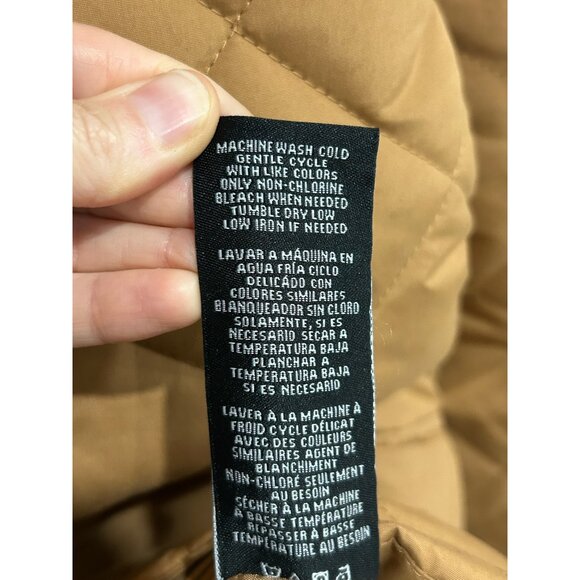 MACHINE WASH COLD
GENTLE CYCLE
WITH LIKE COLORS
ONLY NON-CHLORINE
BLEACH WHEN NEEDED
TUMBLE DRY LOW
LOW IRON IF NEEDED
LAVAR A MÁQUINA EN
AGUA FRÍA CICLO
DELICADO CON
COLORES SIMILARES
BLANQUEADOR SIN CLORO
SOLAMENTE, SI ES
NECESARIO SECAR A
TEMPERATURA BAJA
PLANCHAR A
TEMPERATURA BAJA
SI ES NECESARIO
LAVER À LA MACHINE À
FROID CYCLE DÉLICAT
AVEC DES COULEURS
SIMILAIRES AGENT DE
BLANCHIMENT
NON-CHLORÉ SEULEMENT
AU BESOIN
SÉCHER À LA MACHINE
À BASSE TEMPÉRATURE
REPASSER À BASSE
TEMPÉRATURE AU BESOIN